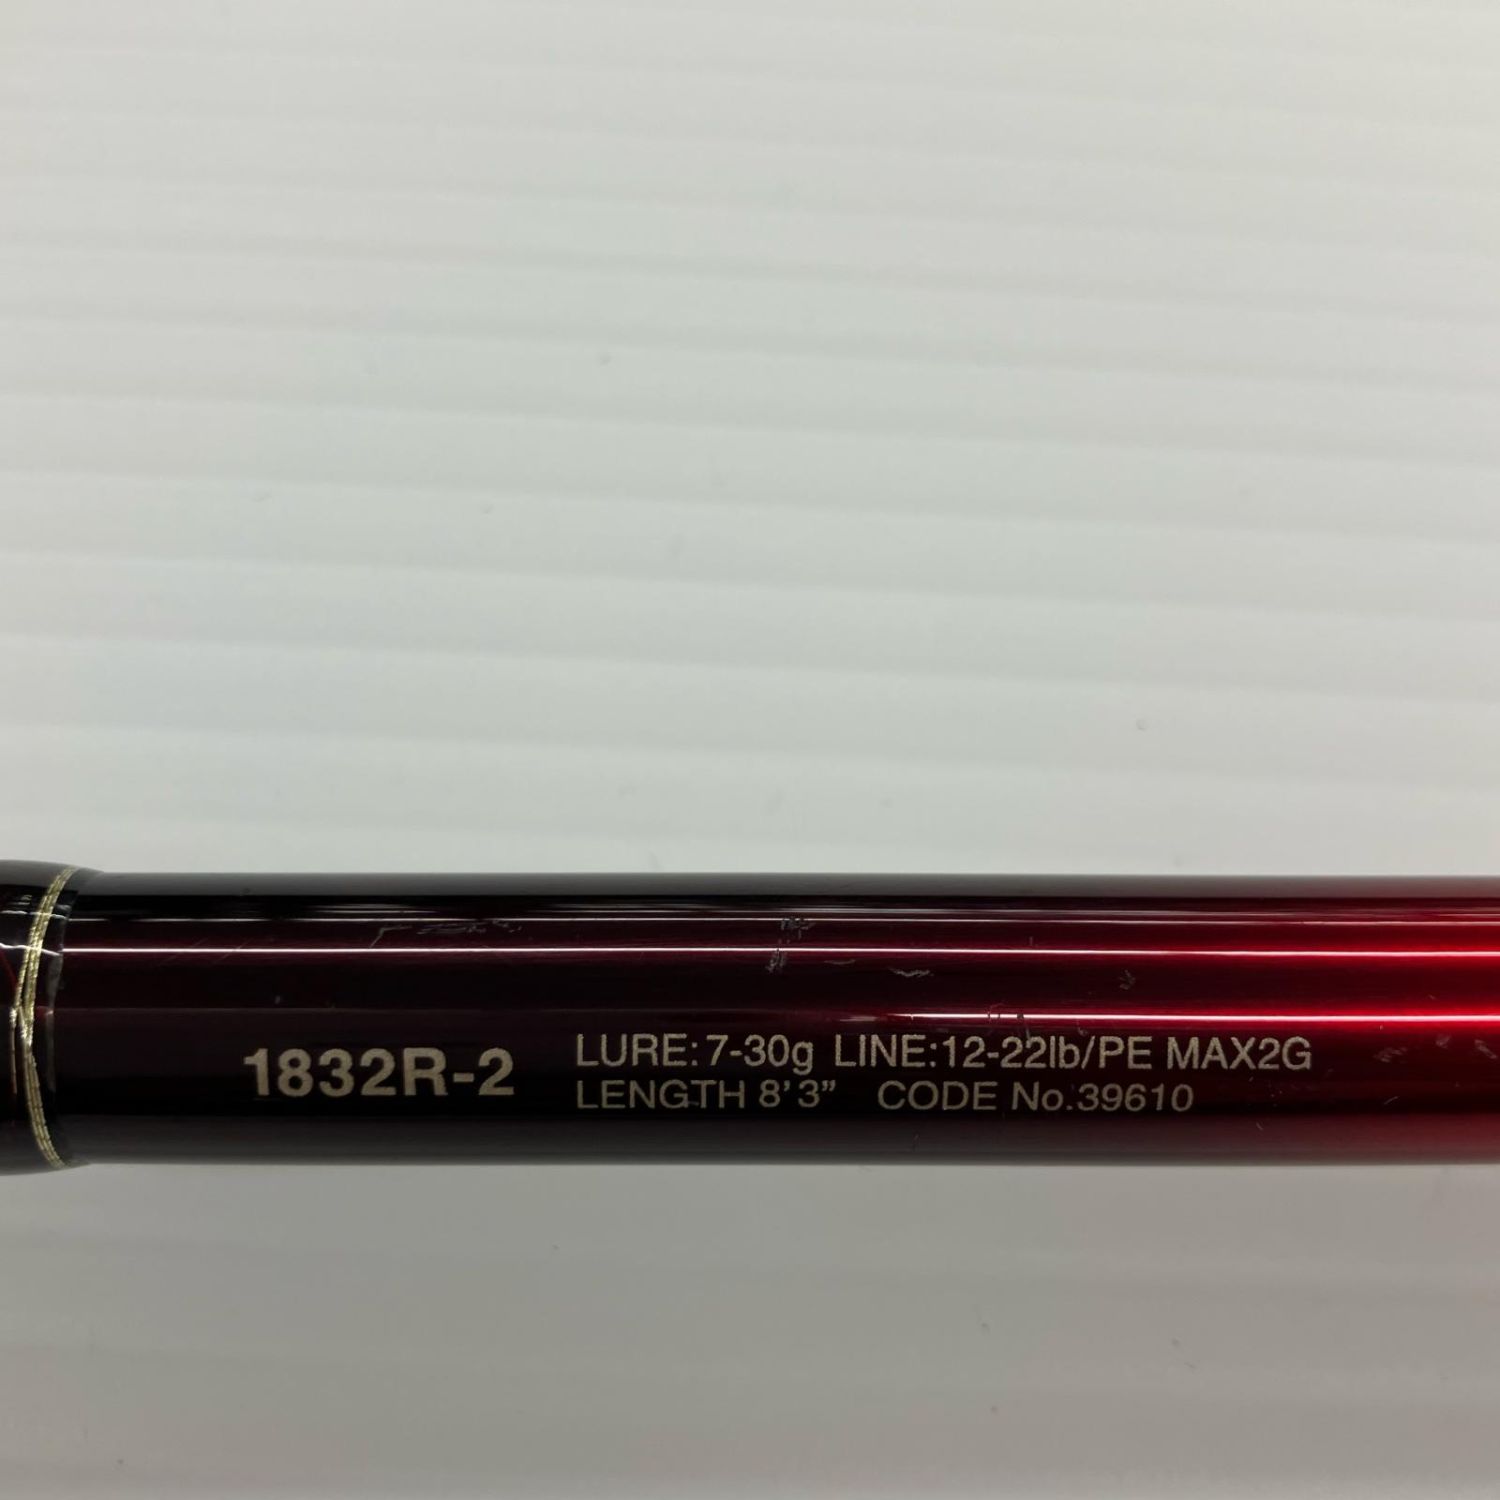 1832R-2
LURE: 7-30g LINE:12-22lb/PE MAX2G
LENGTH 8’3” CODE No.39610